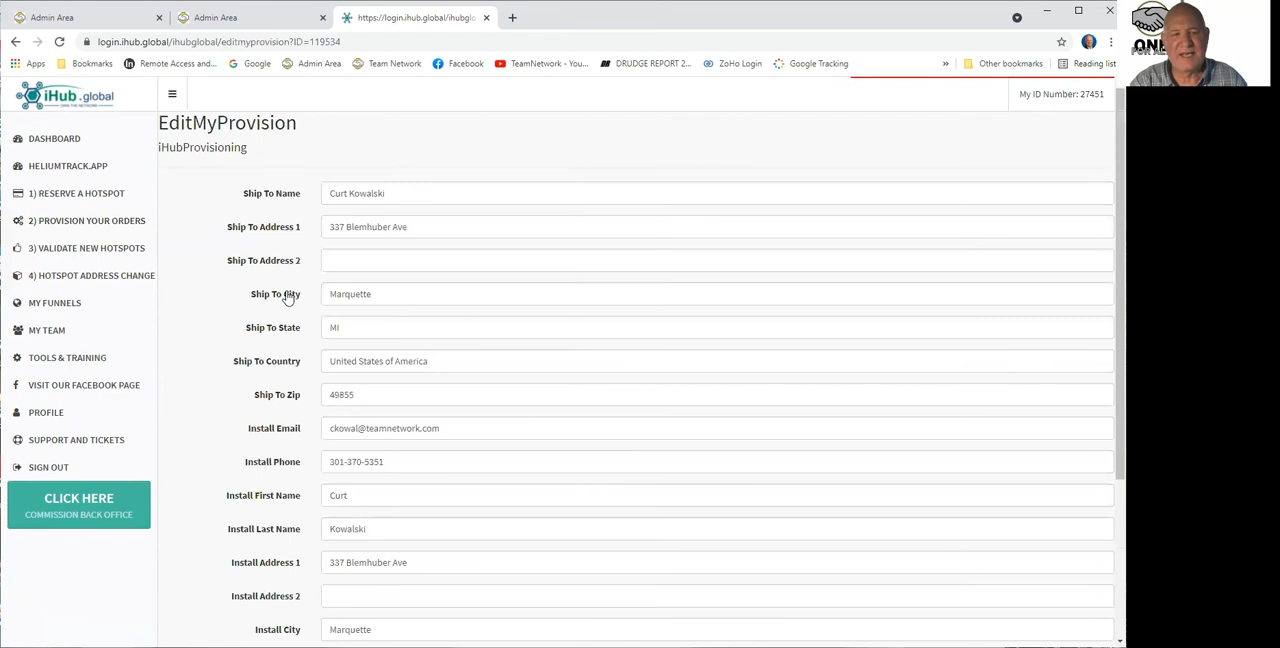 Admin Area
Admin Area
https://login.ihub.global/ihubglo
login.ihub.global/ihubglobal/editmyprovision?ID=119534
Apps
Bookmarks
Remote Access and...
Google
Admin Area
Team Network
Facebook
TeamNetwork - You...
DRUDGE REPORT 2...
ZoHo Login
Google Tracking
»
Other bookmarks
Reading list
iHub.global
My ID Number: 27451
DASHBOARD
HELIUMTRACK.APP
1) RESERVE A HOTSPOT
2) PROVISION YOUR ORDERS
3) VALIDATE NEW HOTSPOTS
4) HOTSPOT ADDRESS CHANGE
MY FUNNELS
MY TEAM
TOOLS & TRAINING
VISIT OUR FACEBOOK PAGE
PROFILE
SUPPORT AND TICKETS
SIGN OUT
CLICK HERE
COMMISSION BACK OFFICE
EditMyProvision
iHubProvisioning
Ship To Name Curt Kowalski
Ship To Address 1 337 Blemhuber Ave
Ship To Address 2
Ship To City Marquette
Ship To State MI
Ship To Country United States of America
Ship To Zip 49855
Install Email ckowal@teamnetwork.com
Install Phone 301-370-5351
Install First Name Curt
Install Last Name Kowalski
Install Address 1 337 Blemhuber Ave
Install Address 2
Install City Marquette